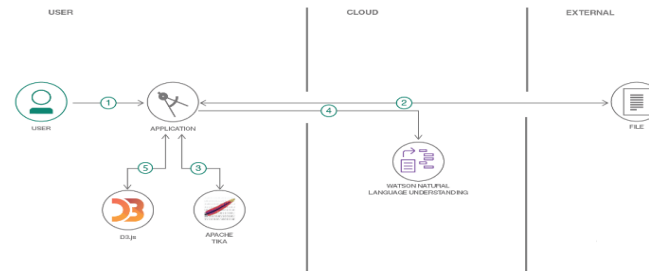 USER
CLOUD
EXTERNAL
1
2
4
USER
APPLICATION
FILE
5
3
WATSON NATURAL
LANGUAGE UNDERSTANDING
D3
D3.js
APACHE
TIKA